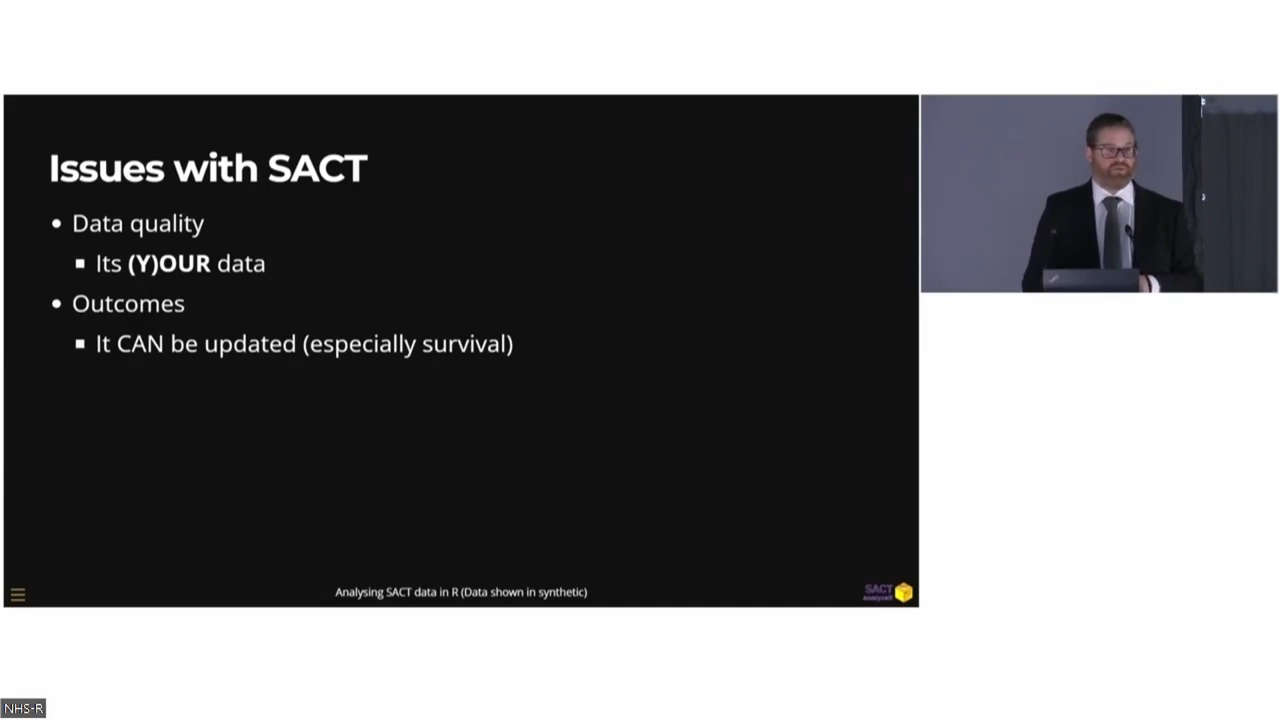 Issues with SACT
• Data quality
▪ Its (Y)OUR data
• Outcomes
▪ It CAN be updated (especially survival)
Analysing SACT data in R (Data shown in synthetic)
SACT
NHS-R